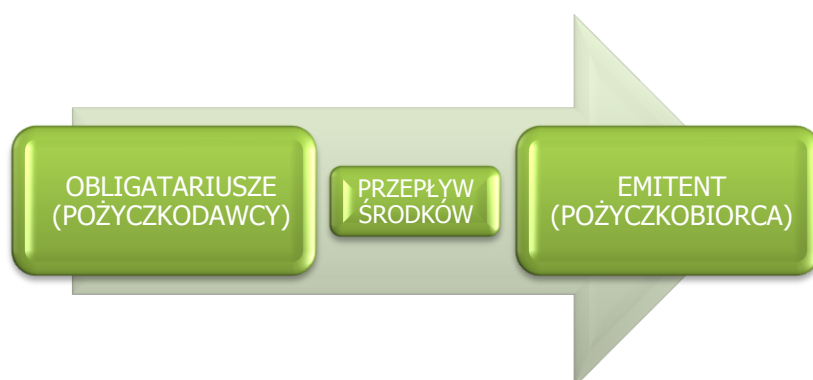 OBLIGATARIUSZE
(POŻYCZKODAWCY)
PRZEPŁYW
ŚRODKÓW
EMITENT
(POŻYCZKOBIORCA)